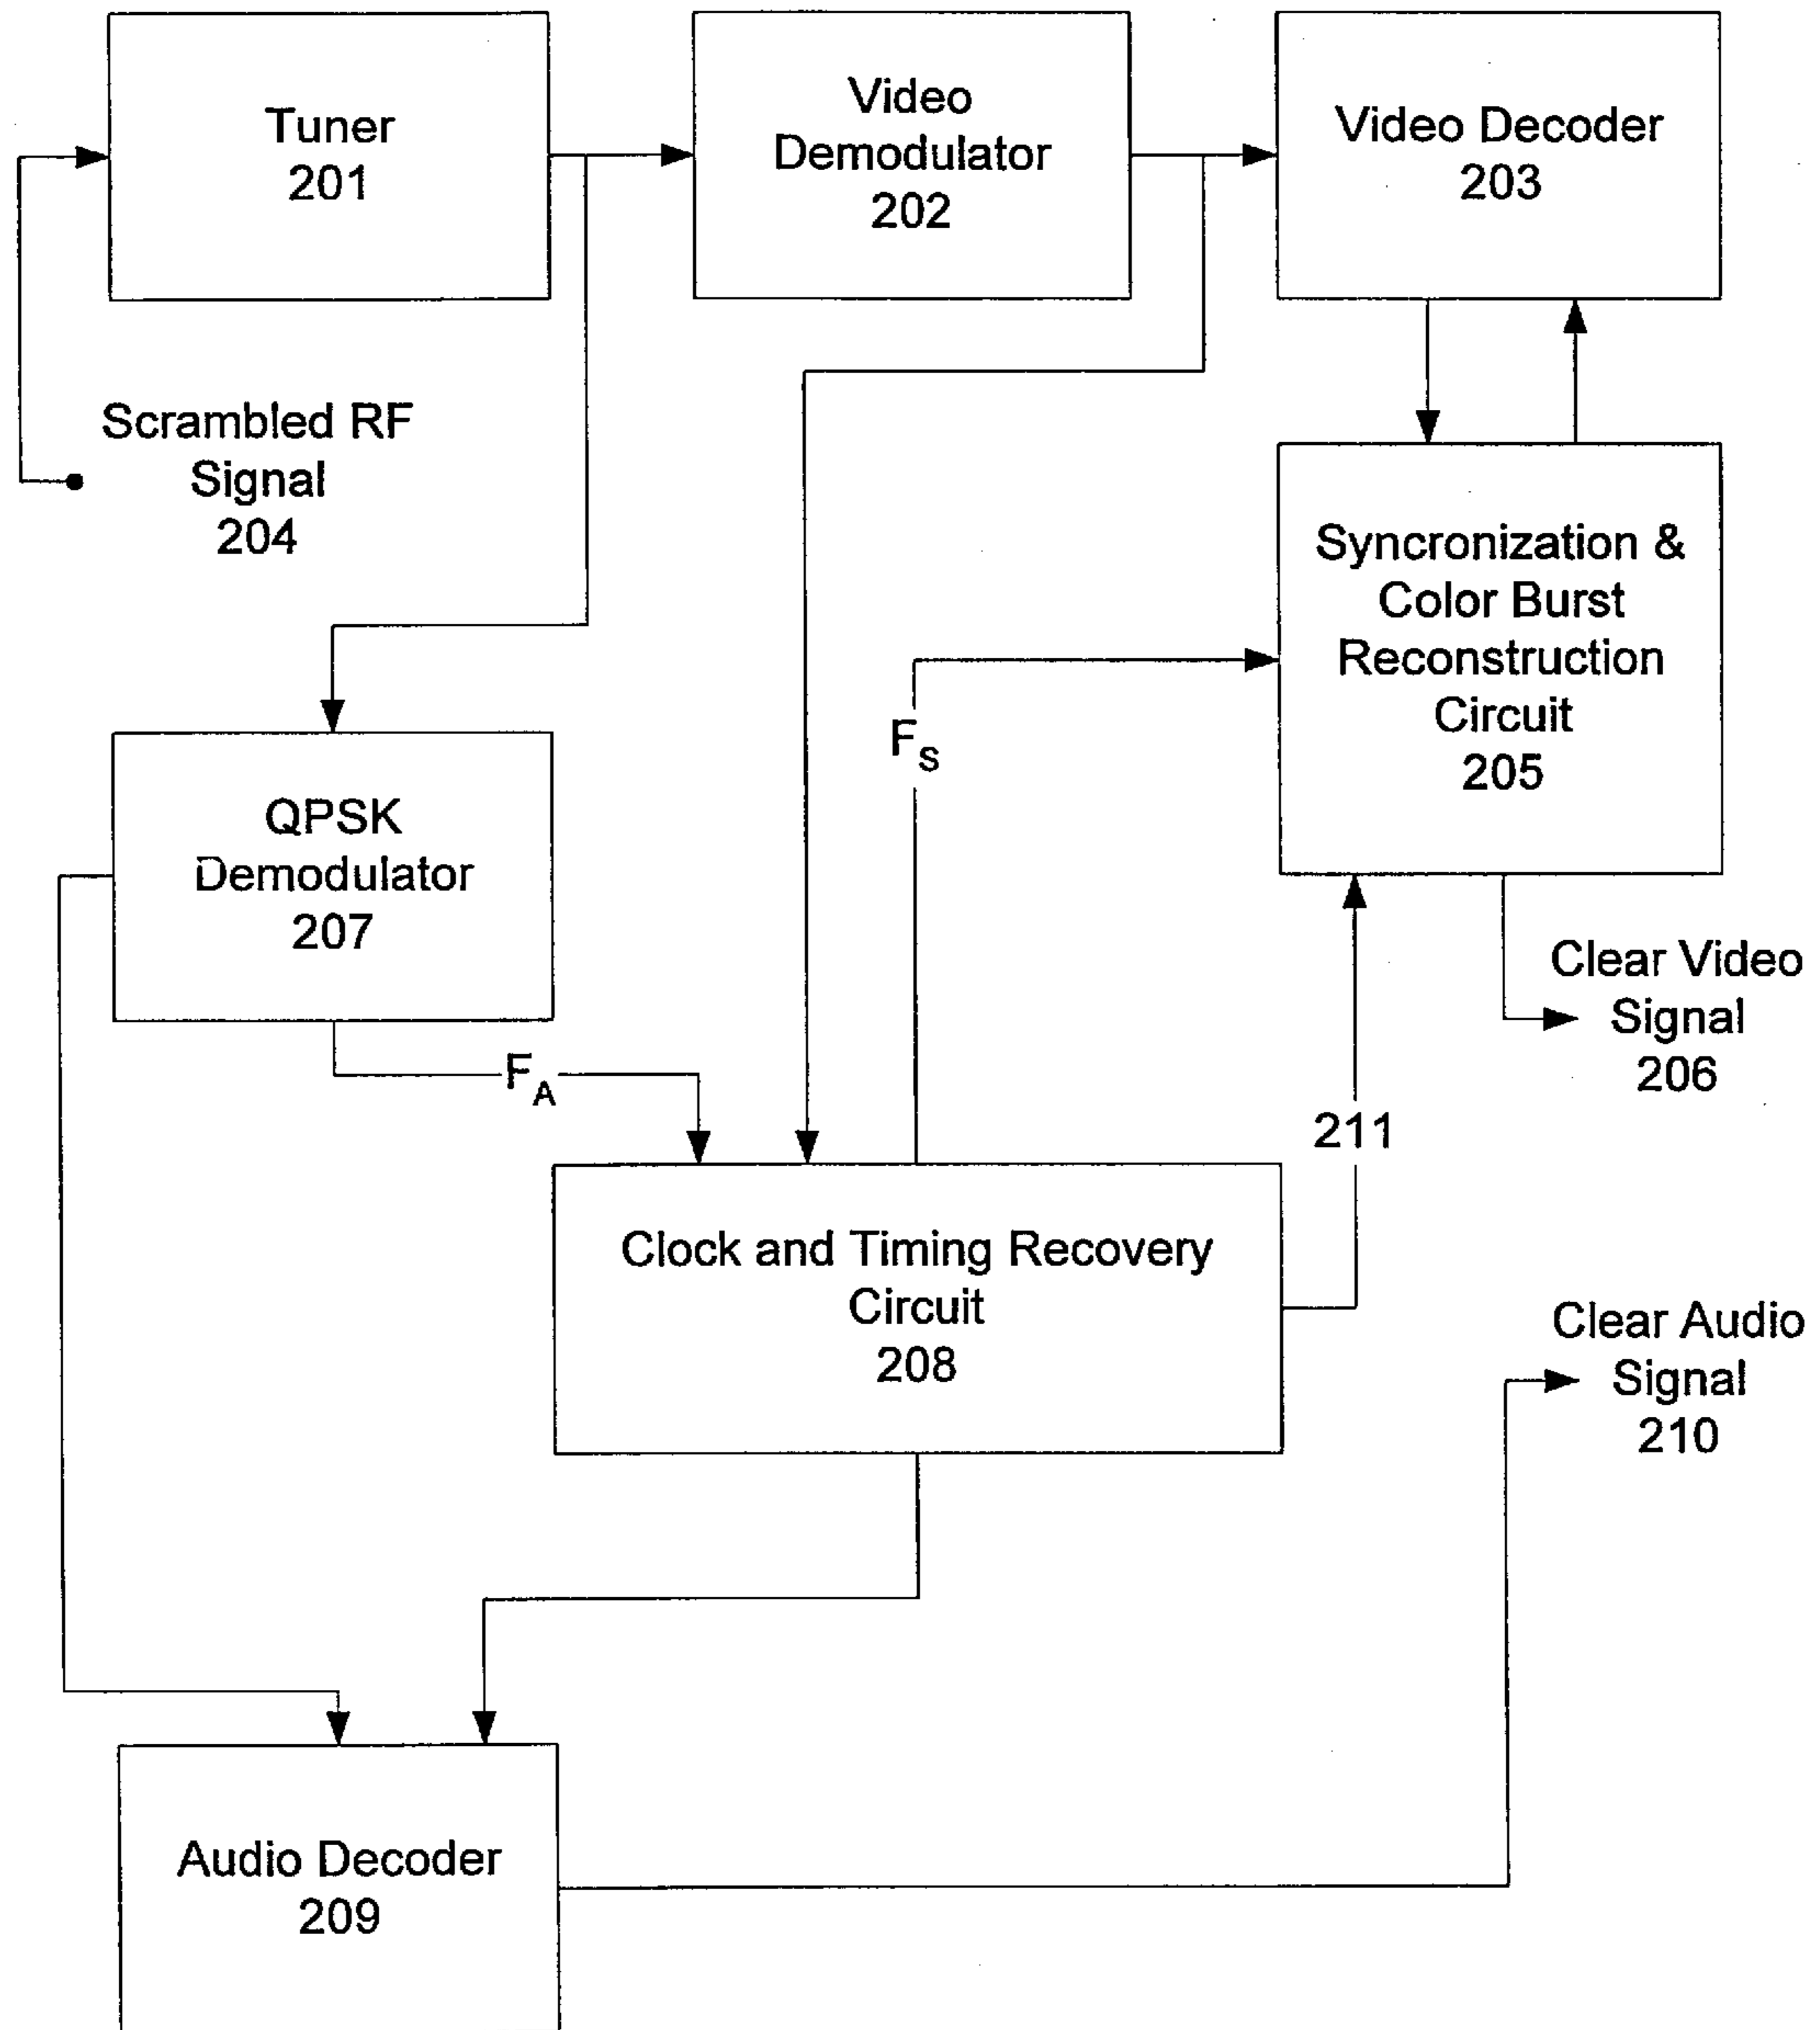 Tuner
201
Video
Demodulator
202
Video Decoder
203
Scrambled RF
Signal
204
Syncronization &
Color Burst
Reconstruction
Circuit
205
F_S
QPSK
Demodulator
207
Clear Video
Signal
206
F_A
211
Clock and Timing Recovery
Circuit
208
Clear Audio
Signal
210
Audio Decoder
209